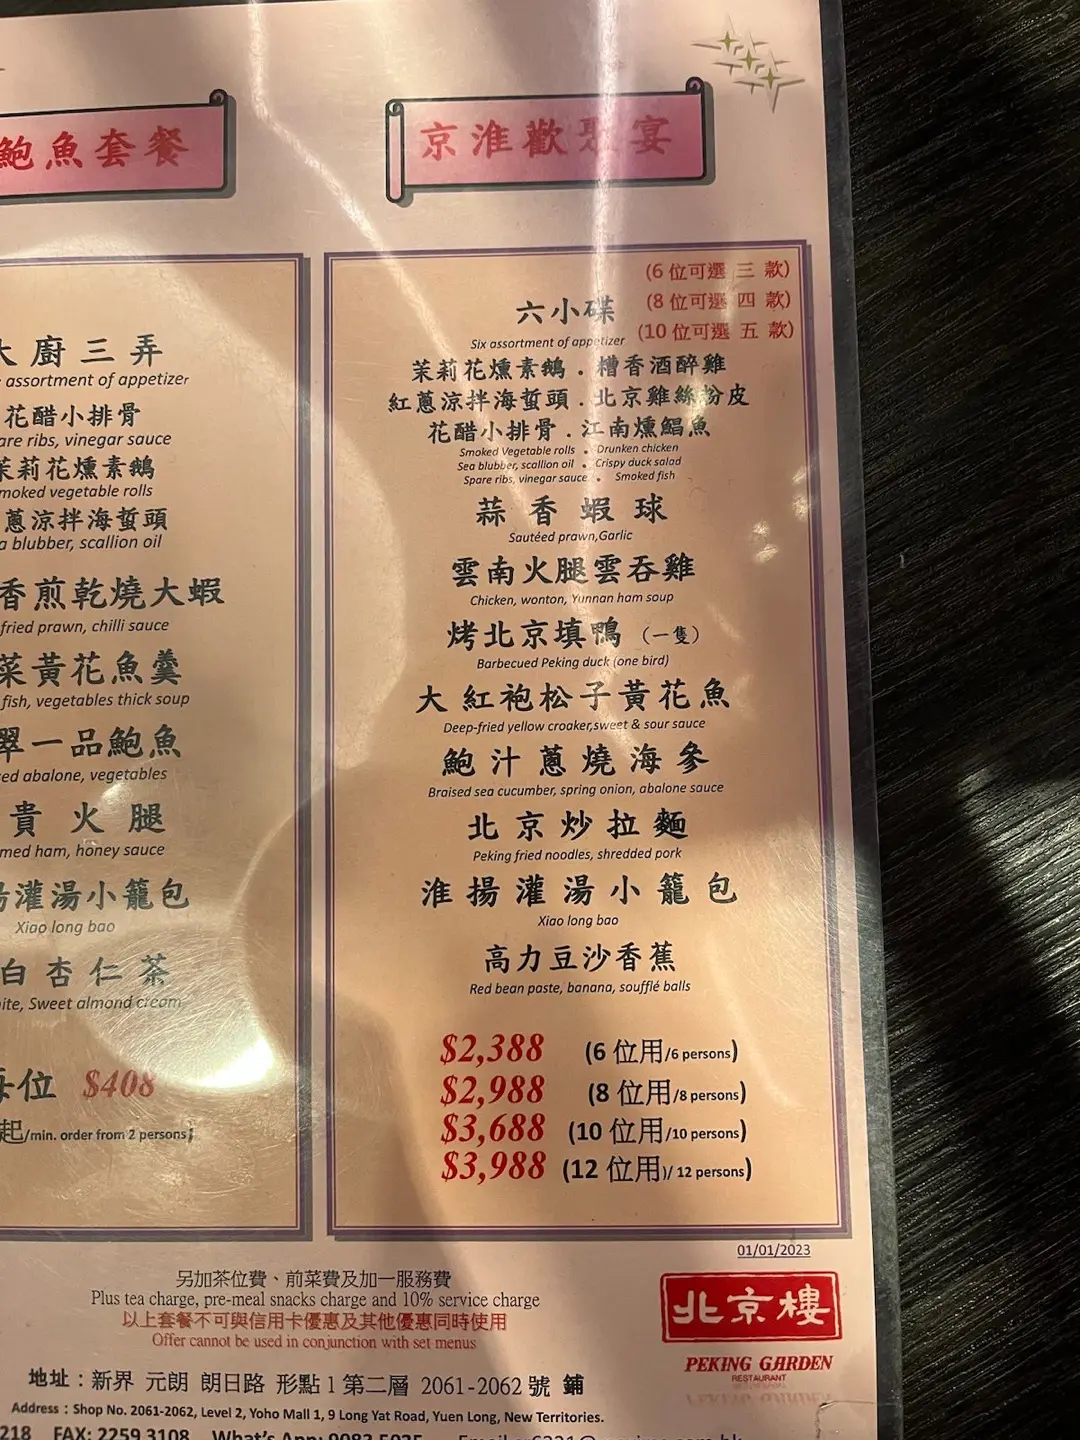 鮑魚套餐
大廚三弄
assortment of appetizer
花醋小排骨
are ribs, vinegar sauce
茉莉花燻素鵝
moked vegetable rolls
蔥涼拌海蜇頭
a blubber, scallion oil
香煎乾燒大蝦
fried prawn, chilli sauce
菜黃花魚羹
fish, vegetables thick soup
翠一品鮑魚
ed abalone, vegetables
貴火腿
med ham, honey sauce
揚灌湯小籠包
Xiao long bao
白杏仁茶
ite, Sweet almond cream
每位 $408
起/min. order from 2 persons)
京淮歡聚宴
(6 位可選 三 款)
(8 位可選 四 款)
(10 位可選 五 款)
六小碟
Six assortment of appetizer
茉莉花燻素鵝 . 糟香酒醉雞
紅蔥涼拌海蜇頭 . 北京雞絲粉皮
花醋小排骨 . 江南燻鯧魚
Smoked Vegetable rolls . Drunken chicken
Sea blubber, scallion oil . Crispy duck salad
Spare ribs, vinegar sauce . Smoked fish
蒜香蝦球
Sautéed prawn,Garlic
雲南火腿雲吞雞
Chicken, wonton, Yunnan ham soup
烤北京填鴨 (一隻)
Barbecued Peking duck (one bird)
大紅袍松子黃花魚
Deep-fried yellow croaker,sweet & sour sauce
鮑汁蔥燒海參
Braised sea cucumber, spring onion, abalone sauce
北京炒拉麵
Peking fried noodles, shredded pork
淮揚灌湯小籠包
Xiao long bao
高力豆沙香蕉
Red bean paste, banana, soufflé balls
$2,388 (6 位用/6 persons)
$2,988 (8 位用/8 persons)
$3,688 (10 位用/10 persons)
$3,988 (12 位用)/ 12 persons)
01/01/2023
另加茶位費、前菜費及加一服務費
Plus tea charge, pre-meal snacks charge and 10% service charge
以上套餐不可與信用卡優惠及其他優惠同時使用
Offer cannot be used in conjunction with set menus
北京樓
PEKING GARDEN
RESTAURANT
地址：新界 元朗 朗日路 形點 1 第二層 2061-2062 號 鋪
Address : Shop No. 2061-2062, Level 2, Yoho Mall 1, 9 Long Yat Road, Yuen Long, New Territories.
218 FAX: 2259 3108 What's App: 9083 5025 Email